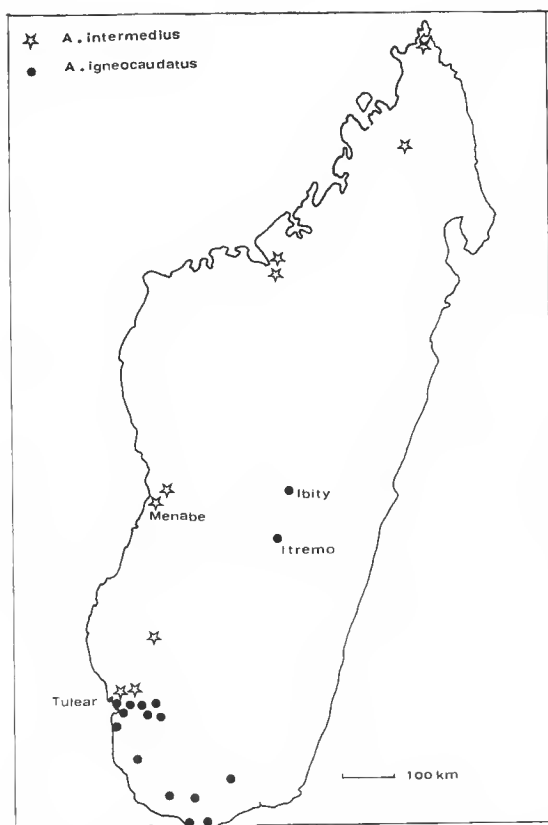 A. intermedius
A. igneocaudatus
Ibity
Menabe
Itremo
Tulear
100 km